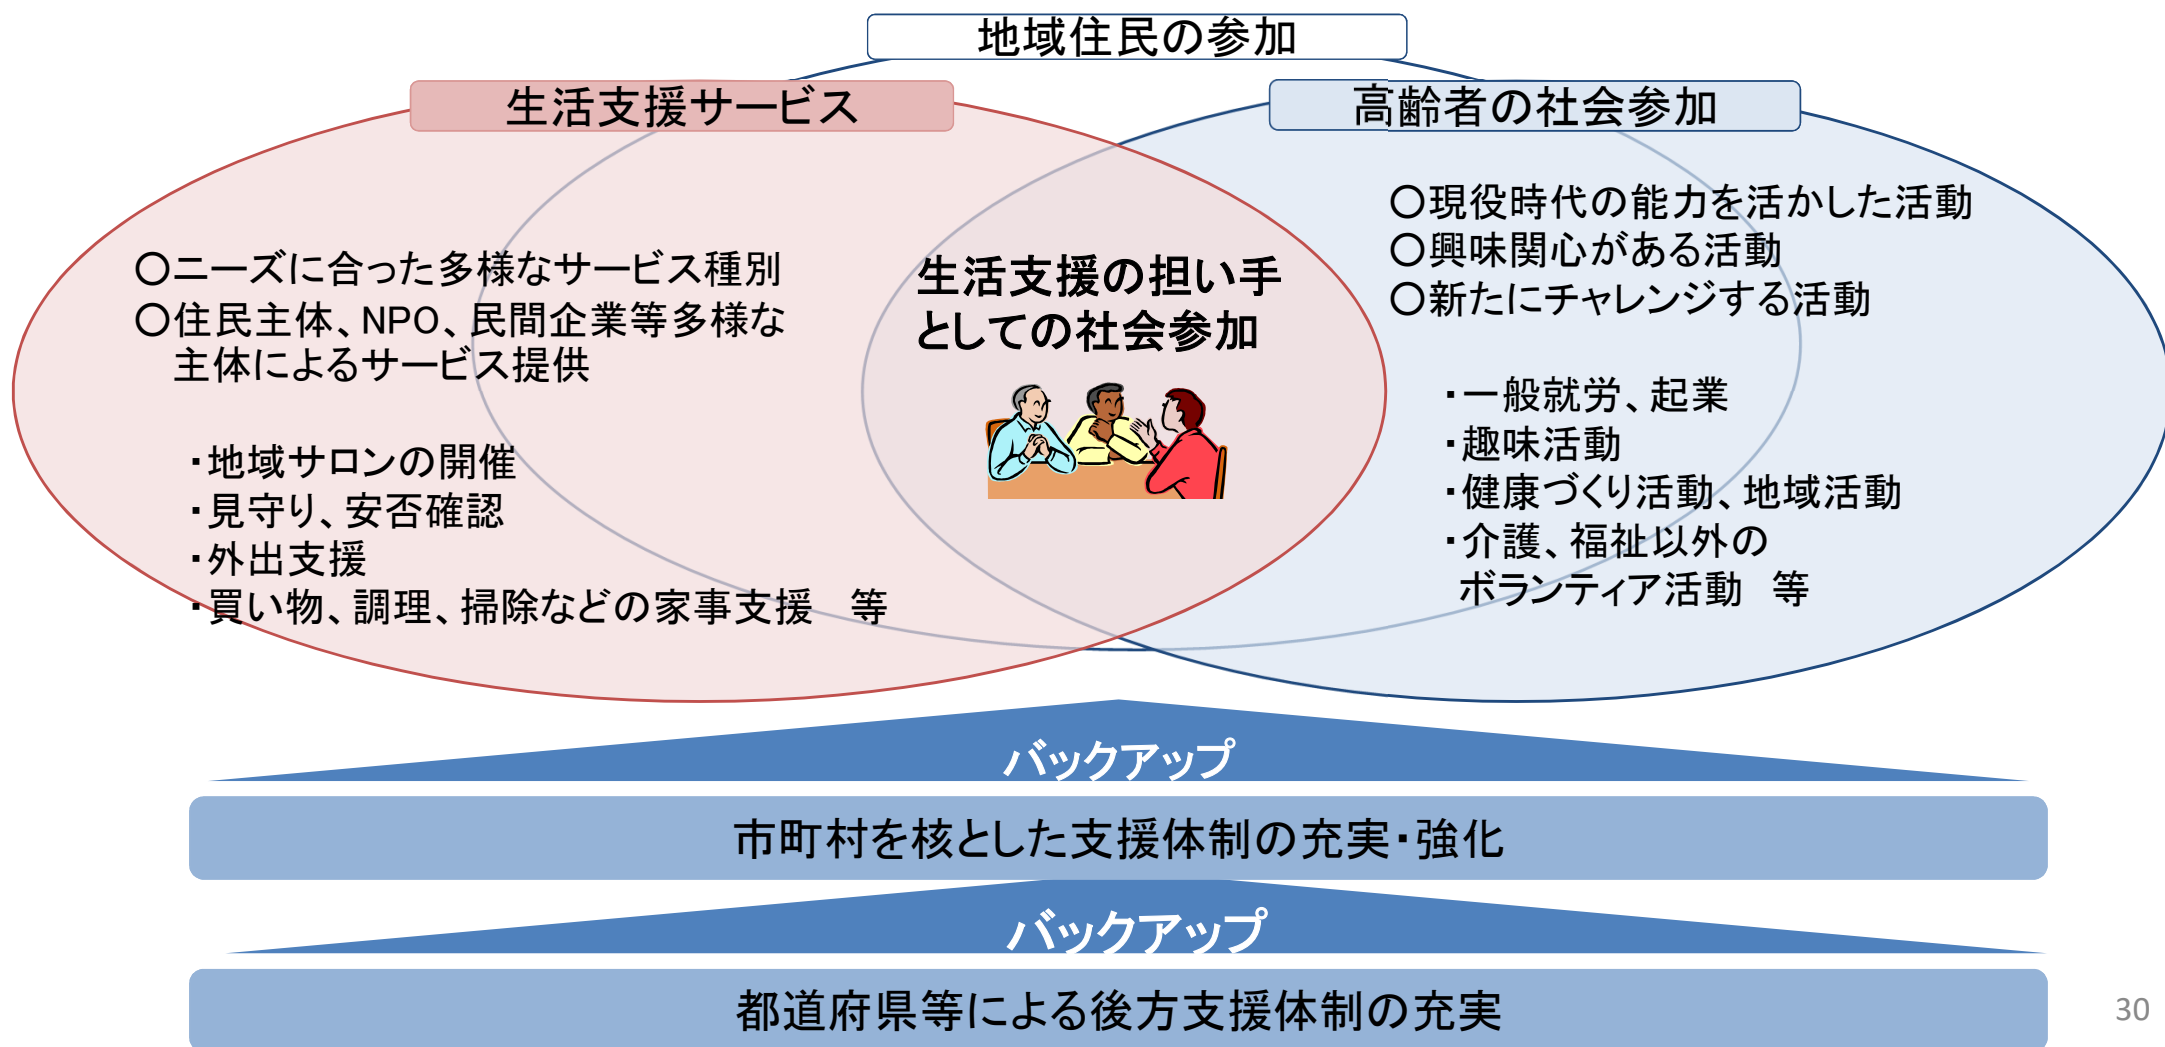 地域住民の参加
生活支援サービス
〇ニーズに合った多様なサービス種別
〇住民主体、NPO、民間企業等多様な
主体によるサービス提供
・地域サロンの開催
・見守り、安否確認
・外出支援
・買い物、調理、掃除などの家事支援　等
生活支援の担い手
としての社会参加
高齢者の社会参加
〇現役時代の能力を活かした活動
〇興味関心がある活動
〇新たにチャレンジする活動
・一般就労、起業
・趣味活動
・健康づくり活動、地域活動
・介護、福祉以外の
ボランティア活動　等
バックアップ
市町村を核とした支援体制の充実・強化
バックアップ
都道府県等による後方支援体制の充実
30